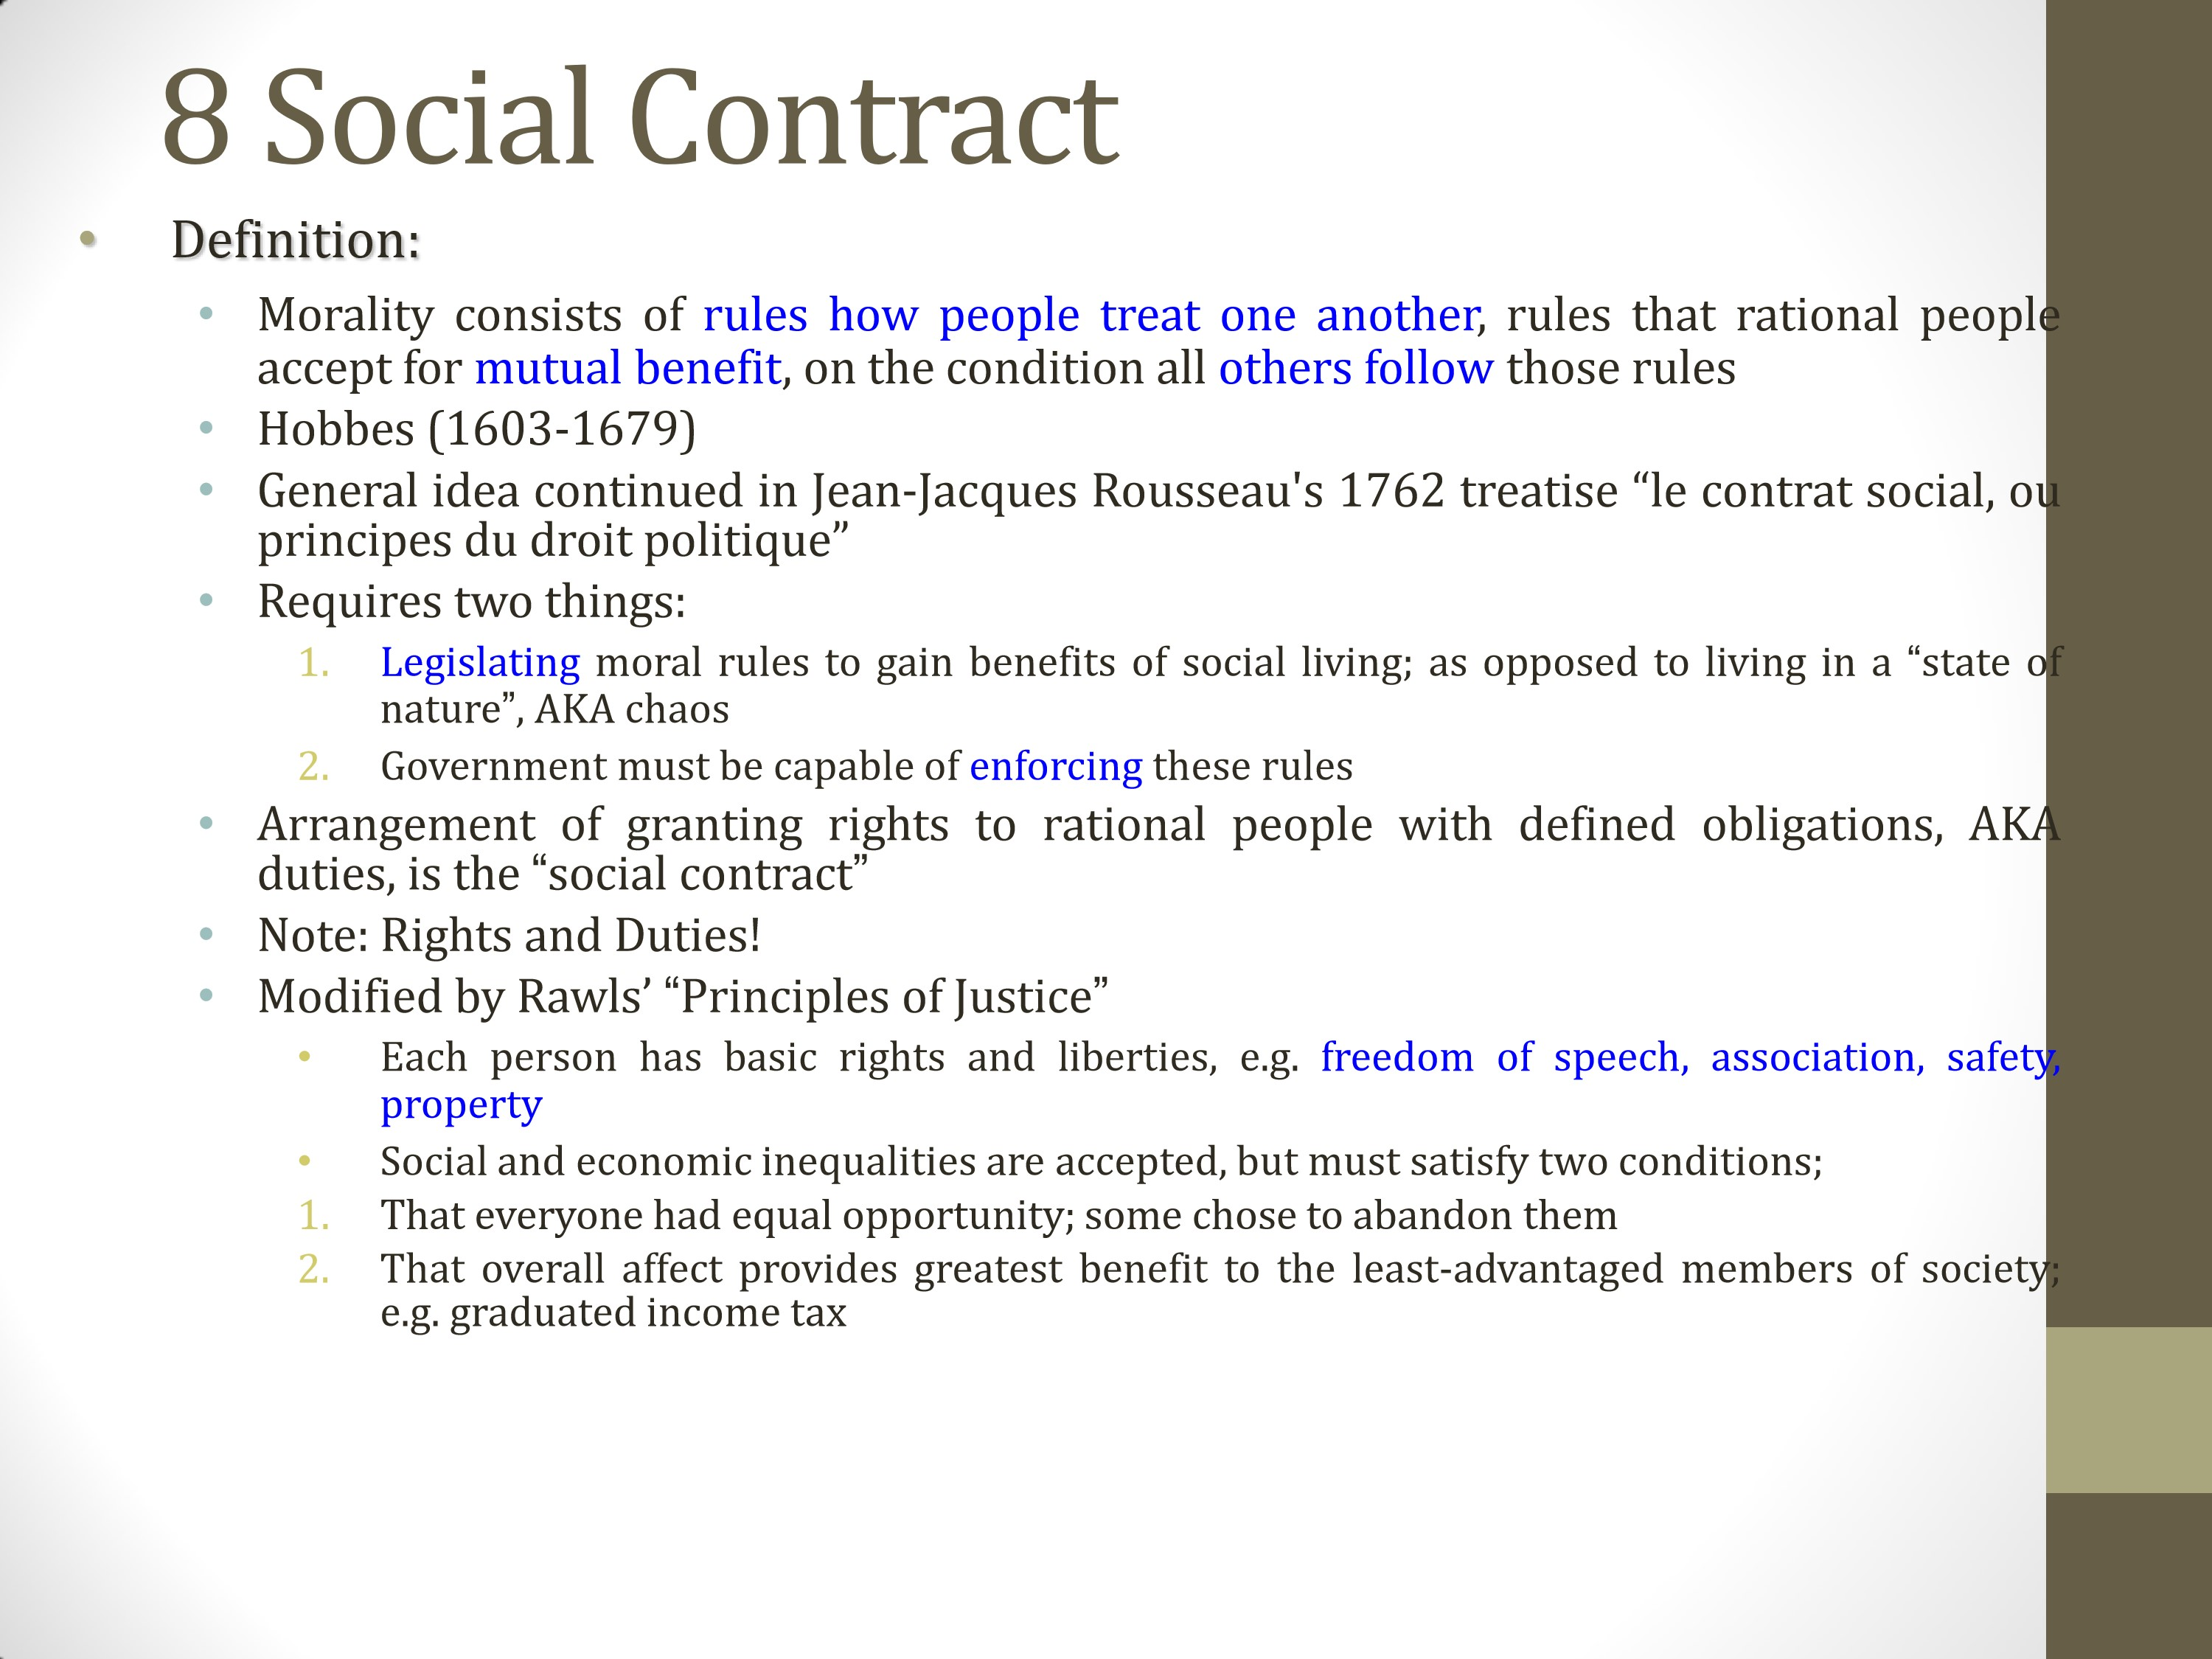 8 Social Contract
• Definition:
• Morality consists of rules how people treat one another, rules that rational people
accept for mutual benefit, on the condition all others follow those rules
• Hobbes (1603-1679)
• General idea continued in Jean-Jacques Rousseau's 1762 treatise “le contrat social, ou
principes du droit politique”
• Requires two things:
1. Legislating moral rules to gain benefits of social living; as opposed to living in a “state of
nature”, AKA chaos
2. Government must be capable of enforcing these rules
• Arrangement of granting rights to rational people with defined obligations, AKA
duties, is the “social contract”
• Note: Rights and Duties!
• Modified by Rawls’ “Principles of Justice”
• Each person has basic rights and liberties, e.g. freedom of speech, association, safety,
property
• Social and economic inequalities are accepted, but must satisfy two conditions;
1. That everyone had equal opportunity; some chose to abandon them
2. That overall affect provides greatest benefit to the least-advantaged members of society;
e.g. graduated income tax